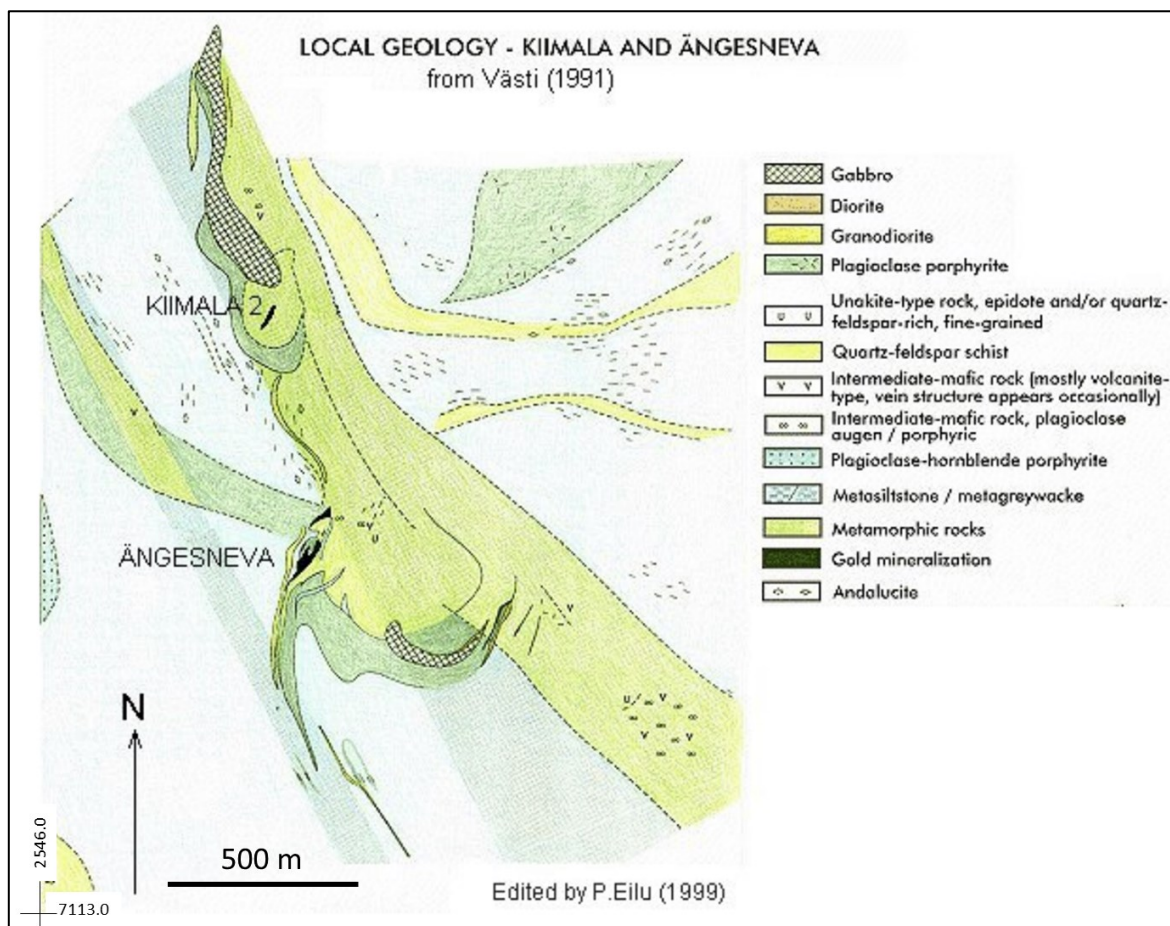 LOCAL GEOLOGY - KIIMALA AND ÄNGESNEVA
from Västi (1991)
Gabbro
Diorite
Granodiorite
Plagioclase porphyrite
Unakite-type rock, epidote and/or quartz-
feldspar-rich, fine-grained
Quartz-feldspar schist
Intermediate-mafic rock (mostly volcanite-
type, vein structure appears occasionally)
Intermediate-mafic rock, plagioclase
augen / porphyric
Plagioclase-hornblende porphyrite
Metasiltstone / metagreywacke
Metamorphic rocks
Gold mineralization
Andalucite
KIIMALA 2
ÄNGESNEVA
N
500 m
2546.0
7113.0
Edited by P.Eilu (1999)